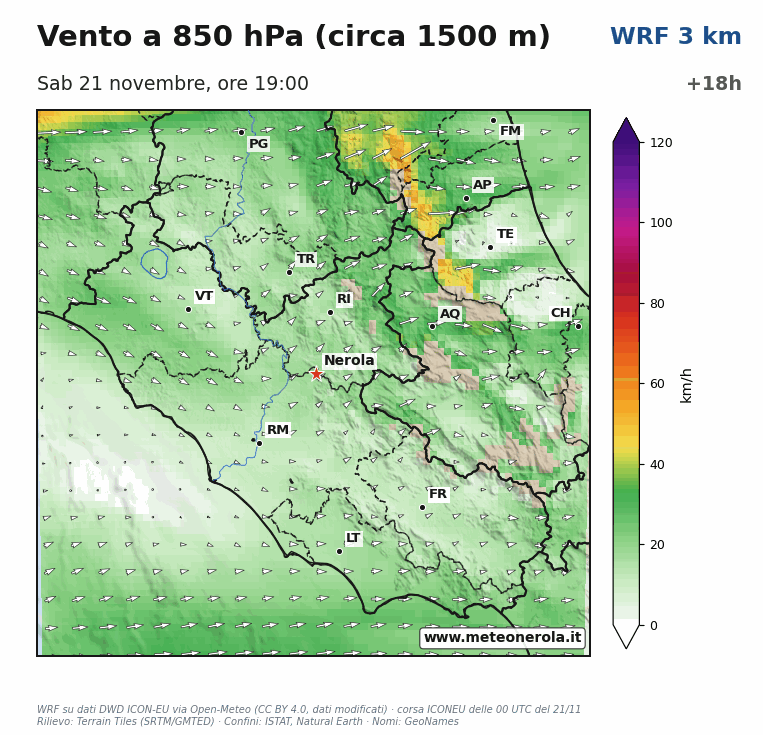 Vento a 850 hPa (circa 1500 m)
WRF 3 km
Sab 21 novembre, ore 19:00
+18h
FM
PG
AP
TE
TR
VT
RI
AQ
CH
Nerola
RM
FR
LT
www.meteonerola.it
120
100
80
60
40
20
0
km/h
WRF su dati DWD ICON-EU via Open-Meteo (CC BY 4.0, dati modificati) · corsa ICONEU delle 00 UTC del 21/11
Rilievo: Terrain Tiles (SRTM/GMTED) · Confini: ISTAT, Natural Earth · Nomi: GeoNames